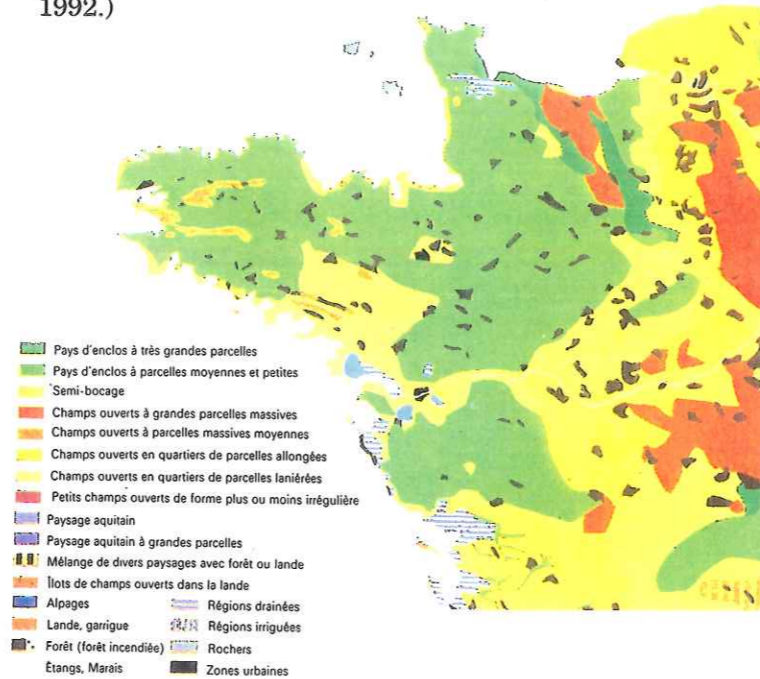 1992.)
Pays d'enclos à très grandes parcelles
Pays d'enclos à parcelles moyennes et petites
Semi-bocage
Champs ouverts à grandes parcelles massives
Champs ouverts à parcelles massives moyennes
Champs ouverts en quartiers de parcelles allongées
Champs ouverts en quartiers de parcelles laniérées
Petits champs ouverts de forme plus ou moins irrégulière
Paysage aquitain
Paysage aquitain à grandes parcelles
Mélange de divers paysages avec forêt ou lande
Îlots de champs ouverts dans la lande
Alpages
Lande, garrigue
Forêt (forêt incendiée)
Étangs, Marais
Régions drainées
Régions irriguées
Rochers
Zones urbaines